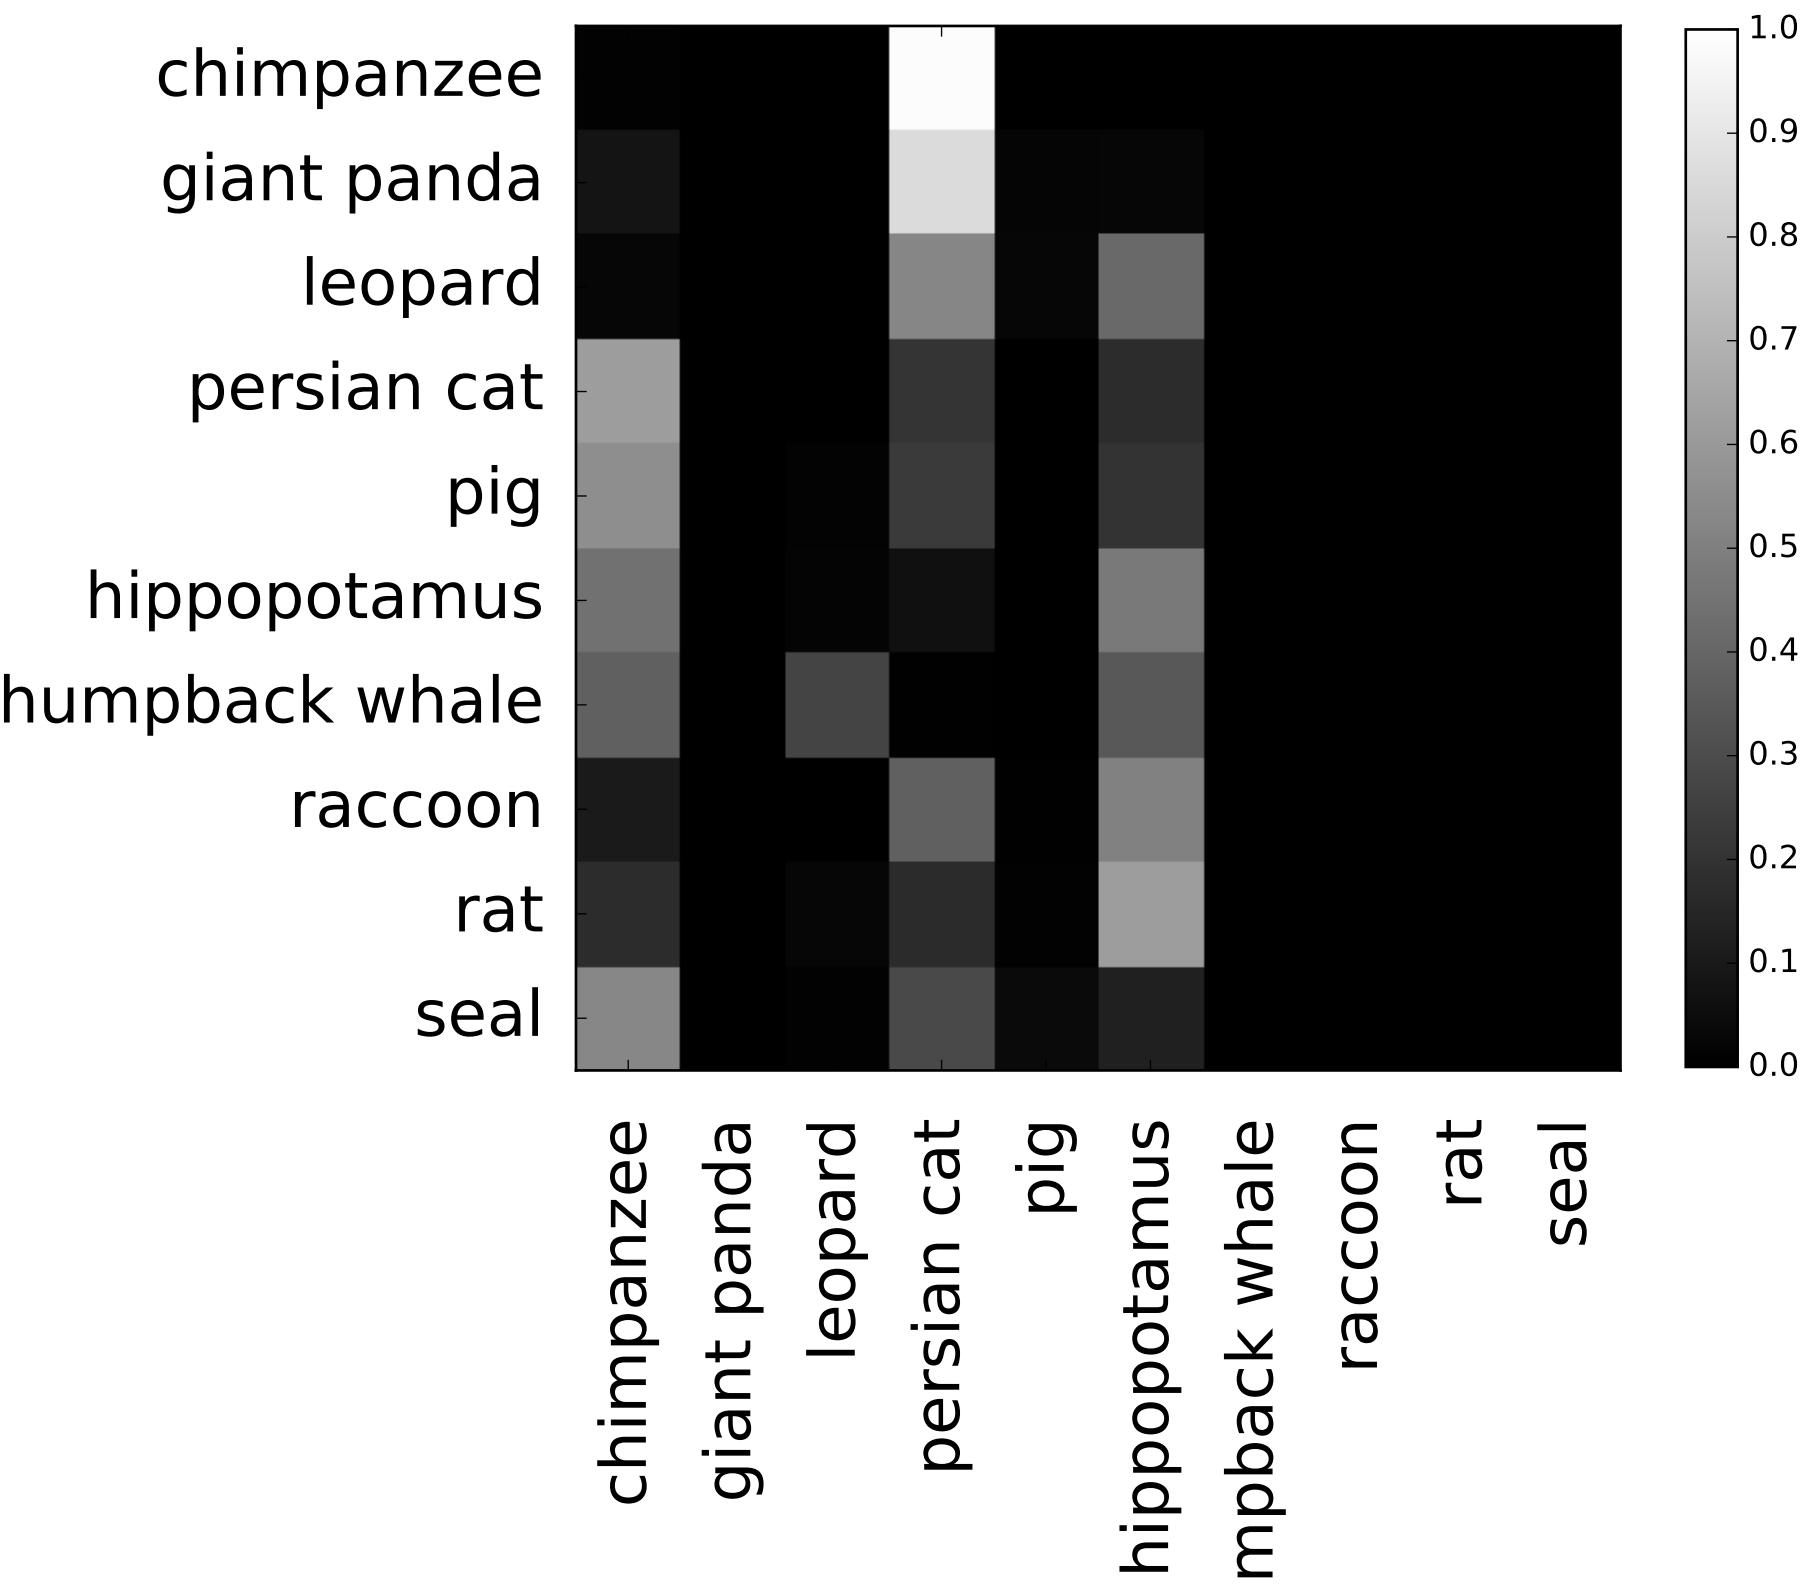 chimpanzee
giant panda
leopard
persian cat
pig
hippopotamus
humpback whale
raccoon
rat
seal
1.0
0.9
0.8
0.7
0.6
0.5
0.4
0.3
0.2
0.1
0.0
chimpanzee
giant panda
leopard
persian cat
pig
hippopotamus
mpback whale
raccoon
rat
seal